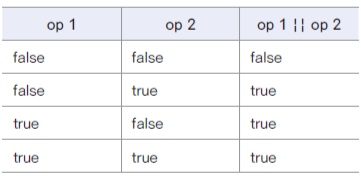 op 1 op 2 op 1 || op 2
false false false
false true true
true false true
true true true